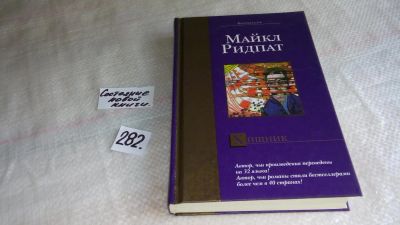 Майкл
Ридпат
Хищник
Автор, чьи произведения переведены
на 32 языка!
Автор, чьи романы стали бестселлерами
более чем в 40 странах!
Состояние
новой
книги.
282.